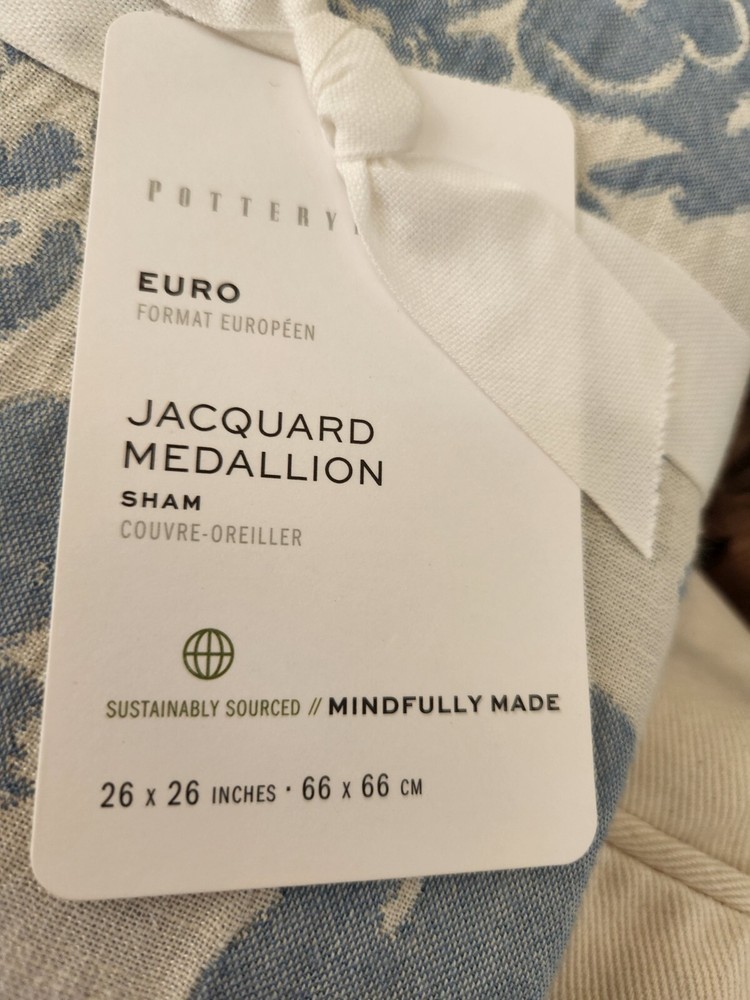 POTTERY
EURO
FORMAT EUROPÉEN
JACQUARD
MEDALLION
SHAM
COUVRE-OREILLER
SUSTAINABLY SOURCED // MINDFULLY MADE
26 x 26 INCHES · 66 x 66 CM